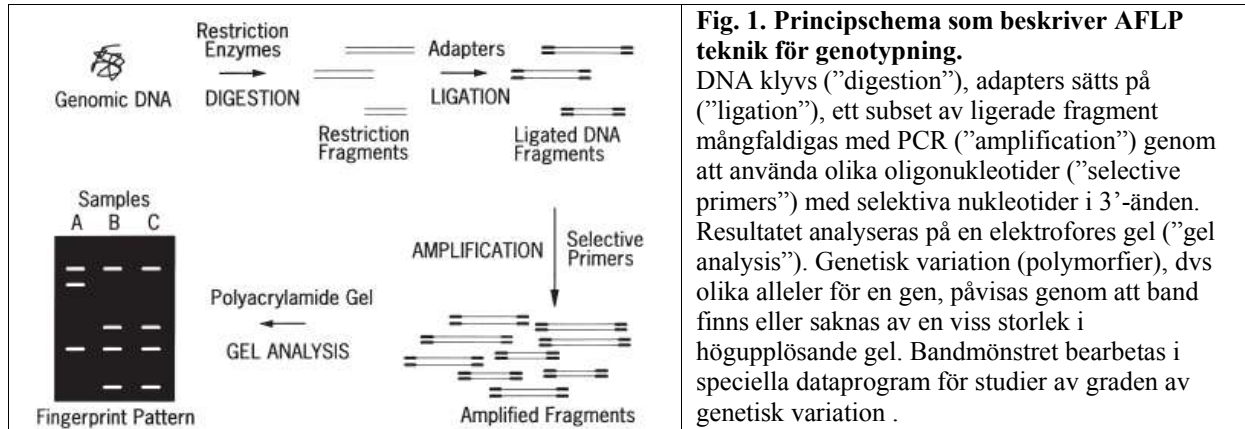 Restriction
Enzymes
Adapters
Genomic DNA
DIGESTION
LIGATION
Restriction
Fragments
Ligated DNA
Fragments
AMPLIFICATION
Selective
Primers
Amplified Fragments
Polyacrylamide Gel
GEL ANALYSIS
Samples
A B C
Fingerprint Pattern
Fig. 1. Principschema som beskriver AFLP
teknik för genotypning.
DNA klyvs (”digestion”), adapters sätts på
(”ligation”), ett subset av ligerade fragment
mångfaldigas med PCR (”amplification”) genom
att använda olika oligonukleotider (”selective
primers”) med selektiva nukleotider i 3’-änden.
Resultatet analyseras på en elektrofores gel (”gel
analysis”). Genetisk variation (polymorfier), dvs
olika alleler för en gen, påvisas genom att band
finns eller saknas av en viss storlek i
högupplösande gel. Bandmönstret bearbetas i
speciella dataprogram för studier av graden av
genetisk variation .